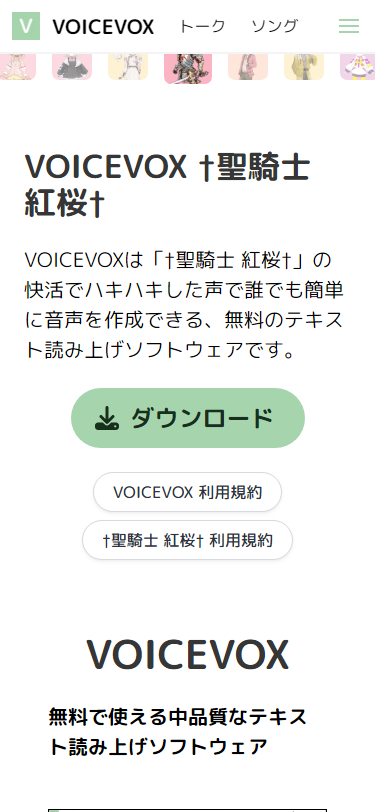 V VOICEVOX トーク ソング
VOICEVOX †聖騎士
紅桜†
VOICEVOXは「†聖騎士 紅桜†」の
快活でハキハキした声で誰でも簡単
に音声を作成できる、無料のテキス
ト読み上げソフトウェアです。
ダウンロード
VOICEVOX 利用規約
†聖騎士 紅桜† 利用規約
VOICEVOX
無料で使える中品質なテキス
ト読み上げソフトウェア